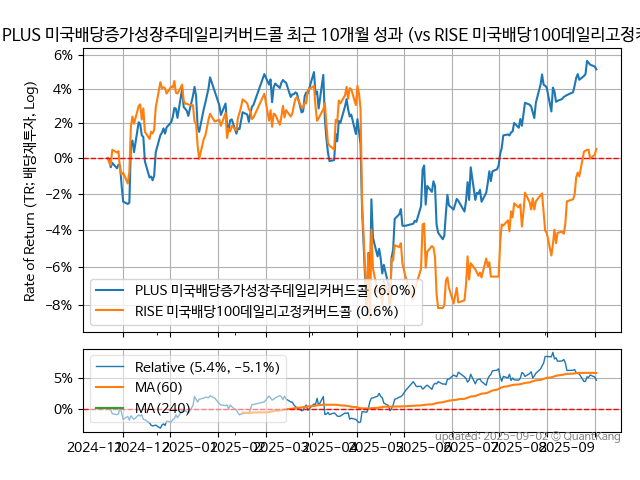 PLUS 미국배당증가성장주데일리커버드콜 최근 10개월 성과 (vs RISE 미국배당100데일리고정커
6%
4%
2%
0%
−2%
−4%
−6%
−8%
Rate of Return (TR: 배당재투자, Log)
PLUS 미국배당증가성장주데일리커버드콜 (6.0%)
RISE 미국배당100데일리고정커버드콜 (0.6%)
5%
0%
Relative (5.4%, −5.1%)
MA(60)
MA(240)
updated: 2025-09-02 © QuantKang
2024-11 2024-12 2025-01 2025-02 2025-03 2025-04 2025-05 2025-06 2025-07 2025-08 2025-09